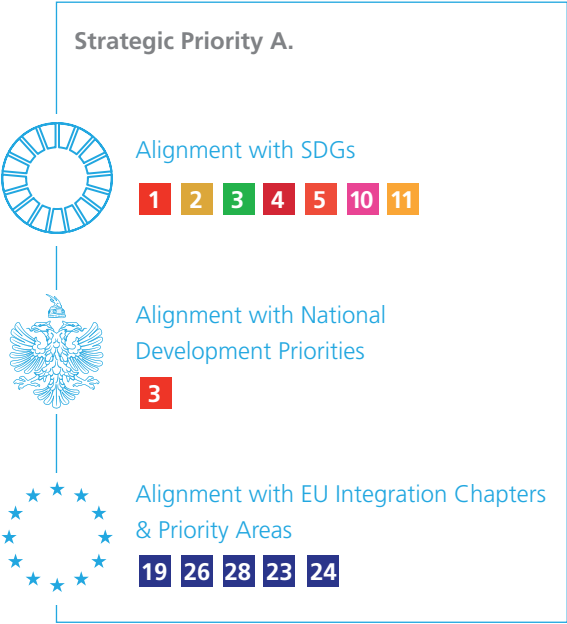 Strategic Priority A.
Alignment with SDGs
1 2 3 4 5 10 11
Alignment with National
Development Priorities
3
Alignment with EU Integration Chapters
& Priority Areas
19 26 28 23 24